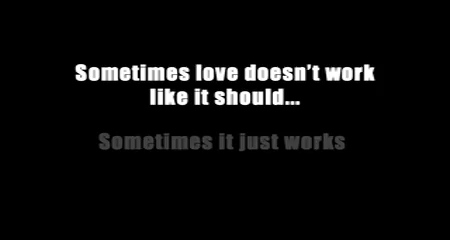 Sometimes love doesn't work
like it should...
Sometimes it just works